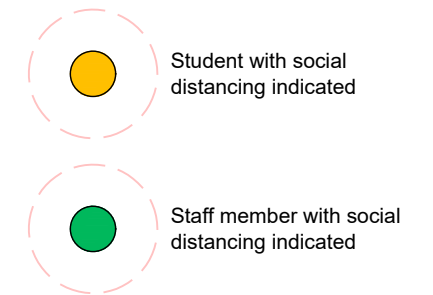 Student with social
distancing indicated
Staff member with social
distancing indicated